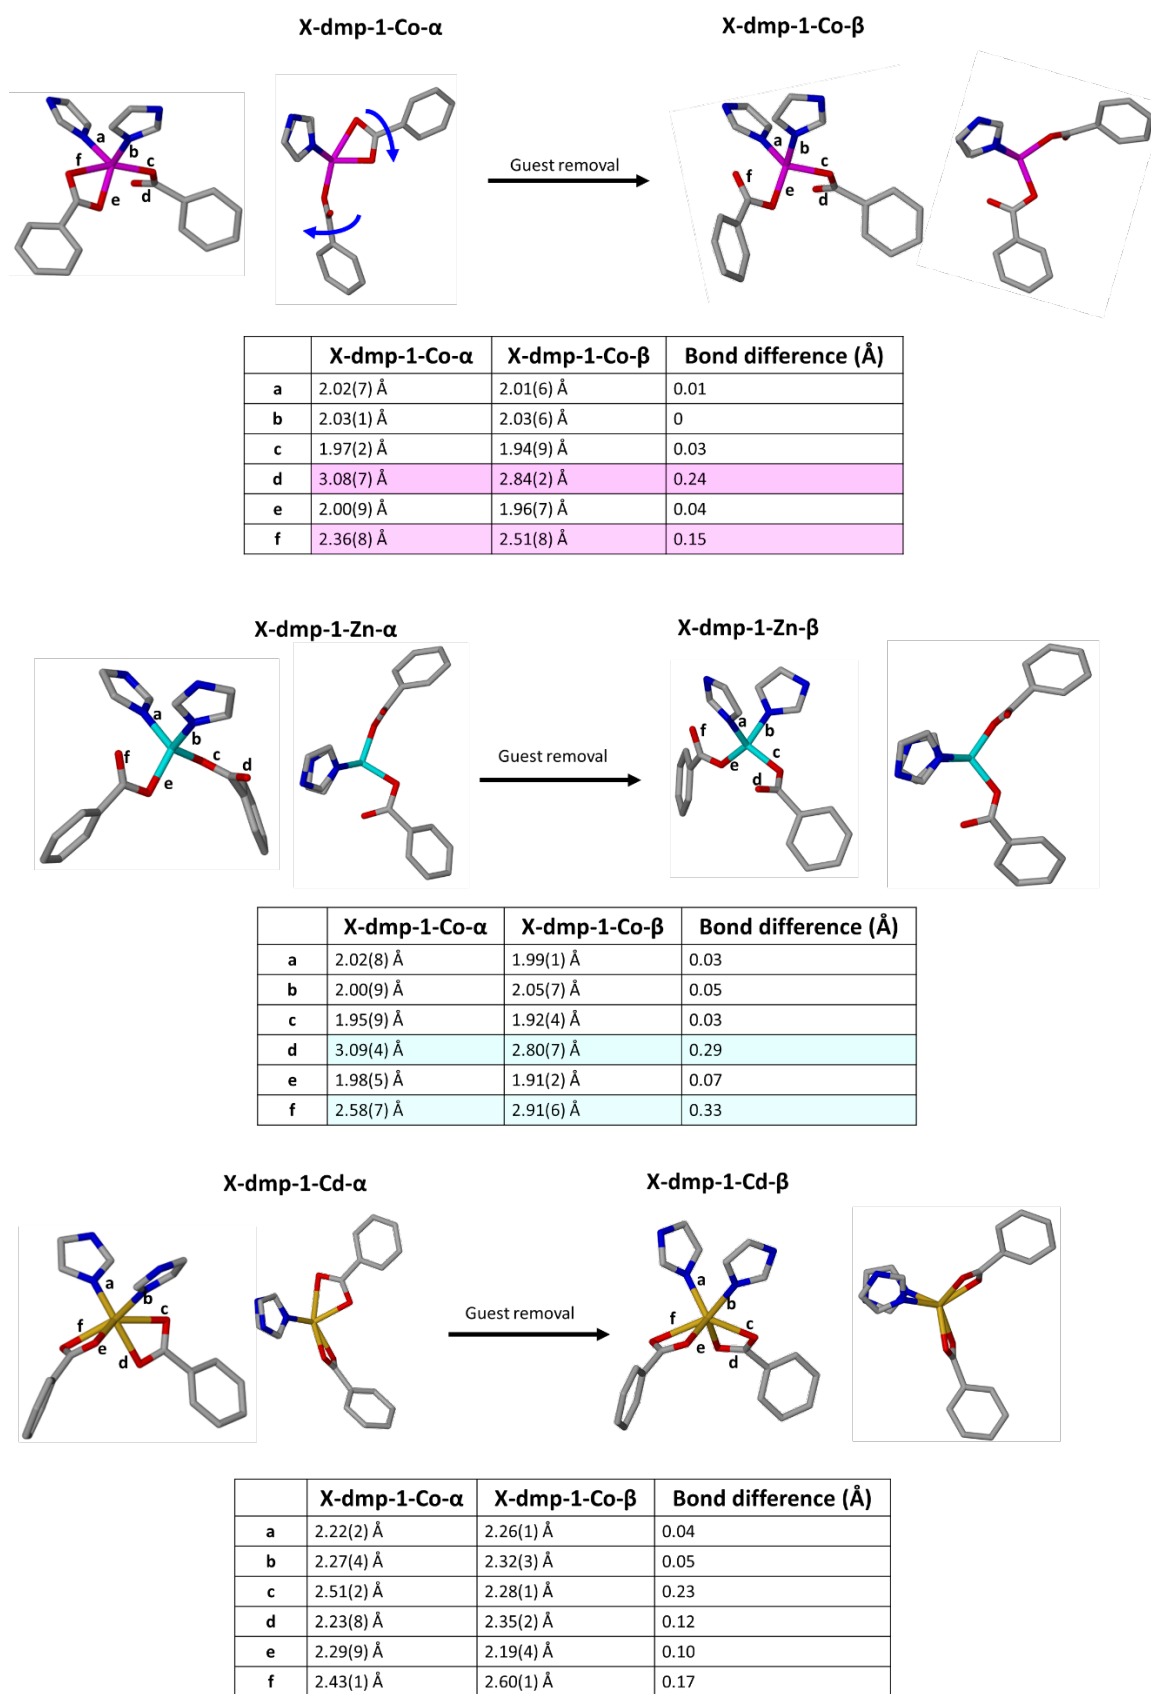 X-dmp-1-Co-α X-dmp-1-Co-β
a b f c e d
Guest removal
a b f c e d
X-dmp-1-Co-α X-dmp-1-Co-β Bond difference (Å)
a 2.02(7) Å 2.01(6) Å 0.01
b 2.03(1) Å 2.03(6) Å 0
c 1.97(2) Å 1.94(9) Å 0.03
d 3.08(7) Å 2.84(2) Å 0.24
e 2.00(9) Å 1.96(7) Å 0.04
f 2.36(8) Å 2.51(8) Å 0.15
X-dmp-1-Zn-α X-dmp-1-Zn-β
a b f c d e
Guest removal
a b f c e d
X-dmp-1-Co-α X-dmp-1-Co-β Bond difference (Å)
a 2.02(8) Å 1.99(1) Å 0.03
b 2.00(9) Å 2.05(7) Å 0.05
c 1.95(9) Å 1.92(4) Å 0.03
d 3.09(4) Å 2.80(7) Å 0.29
e 1.98(5) Å 1.91(2) Å 0.07
f 2.58(7) Å 2.91(6) Å 0.33
X-dmp-1-Cd-α X-dmp-1-Cd-β
a b c f e d
Guest removal
a b f c e d
X-dmp-1-Co-α X-dmp-1-Co-β Bond difference (Å)
a 2.22(2) Å 2.26(1) Å 0.04
b 2.27(4) Å 2.32(3) Å 0.05
c 2.51(2) Å 2.28(1) Å 0.23
d 2.23(8) Å 2.35(2) Å 0.12
e 2.29(9) Å 2.19(4) Å 0.10
f 2.43(1) Å 2.60(1) Å 0.17